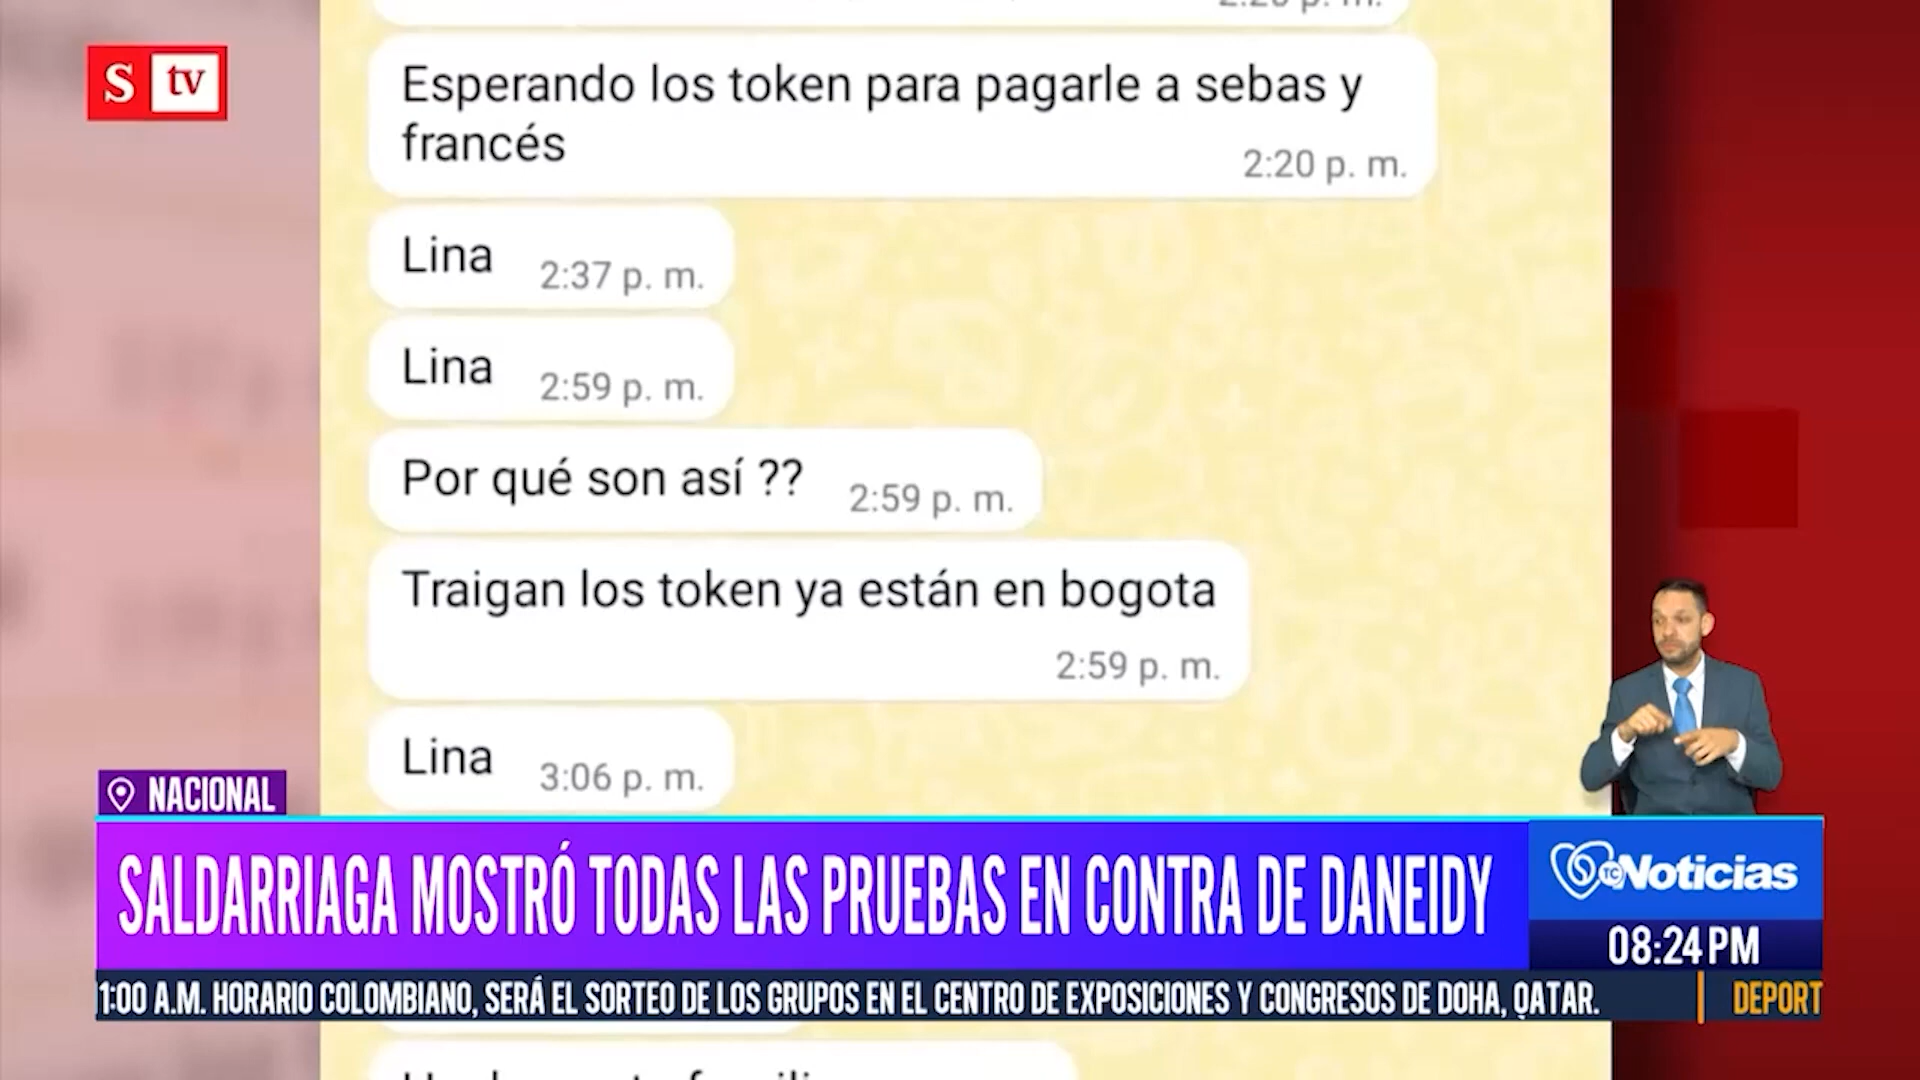 S tv
Esperando los token para pagarle a sebas y
francés
2:20 p. m.
Lina 2:37 p. m.
Lina 2:59 p. m.
Por qué son así ?? 2:59 p. m.
Traigan los token ya están en bogota
2:59 p. m.
Lina 3:06 p. m.
NACIONAL
SALDARRIAGA MOSTRÓ TODAS LAS PRUEBAS EN CONTRA DE DANEIDY
TC Noticias
08:24 PM
1:00 A.M. HORARIO COLOMBIANO, SERÁ EL SORTEO DE LOS GRUPOS EN EL CENTRO DE EXPOSICIONES Y CONGRESOS DE DOHA, QATAR. DEPORT